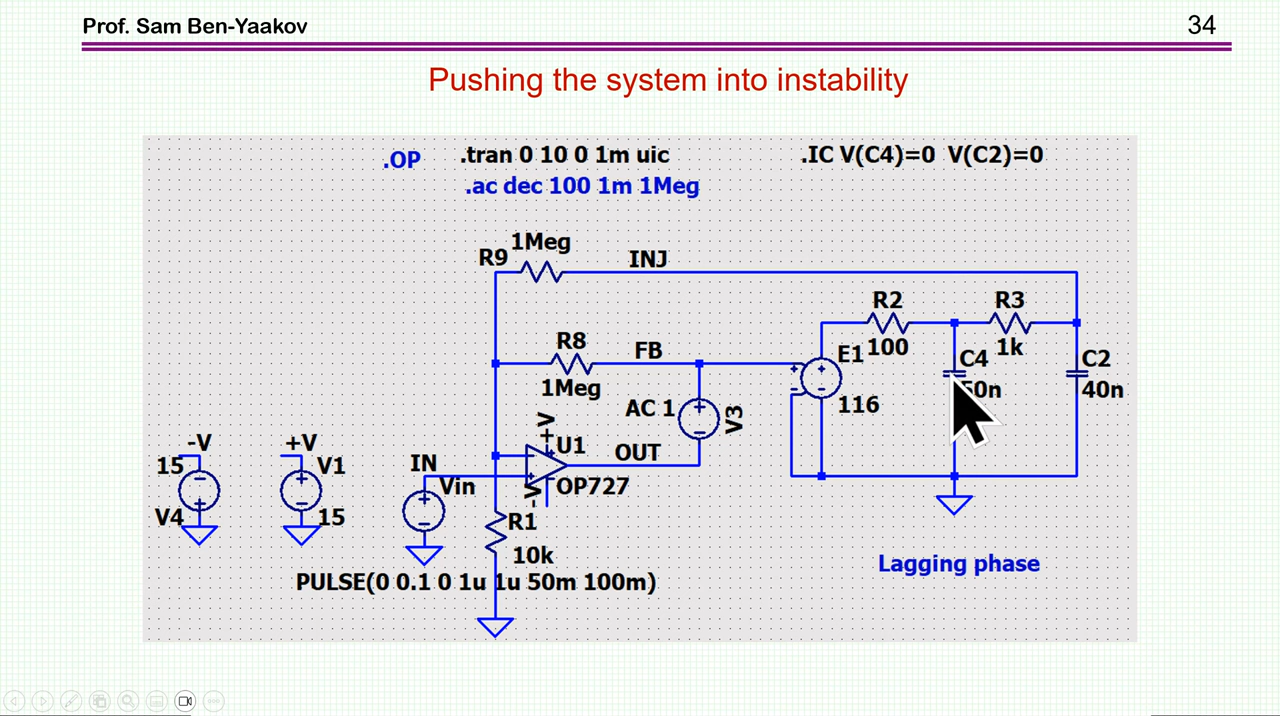 Prof. Sam Ben-Yaakov
34
Pushing the system into instability
.OP
.tran 0 10 0 1m uic
.IC V(C4)=0 V(C2)=0
.ac dec 100 1m 1Meg
1Meg
R9
INJ
R2
R3
R8
FB
E1
100
1k
C4
C2
1Meg
40n
AC 1
116
V3
+V
-V
+V
U1
OUT
15
V1
IN
Vin
-V
OP727
V4
15
R1
10k
Lagging phase
PULSE(0 0.1 0 1u 1u 50m 100m)